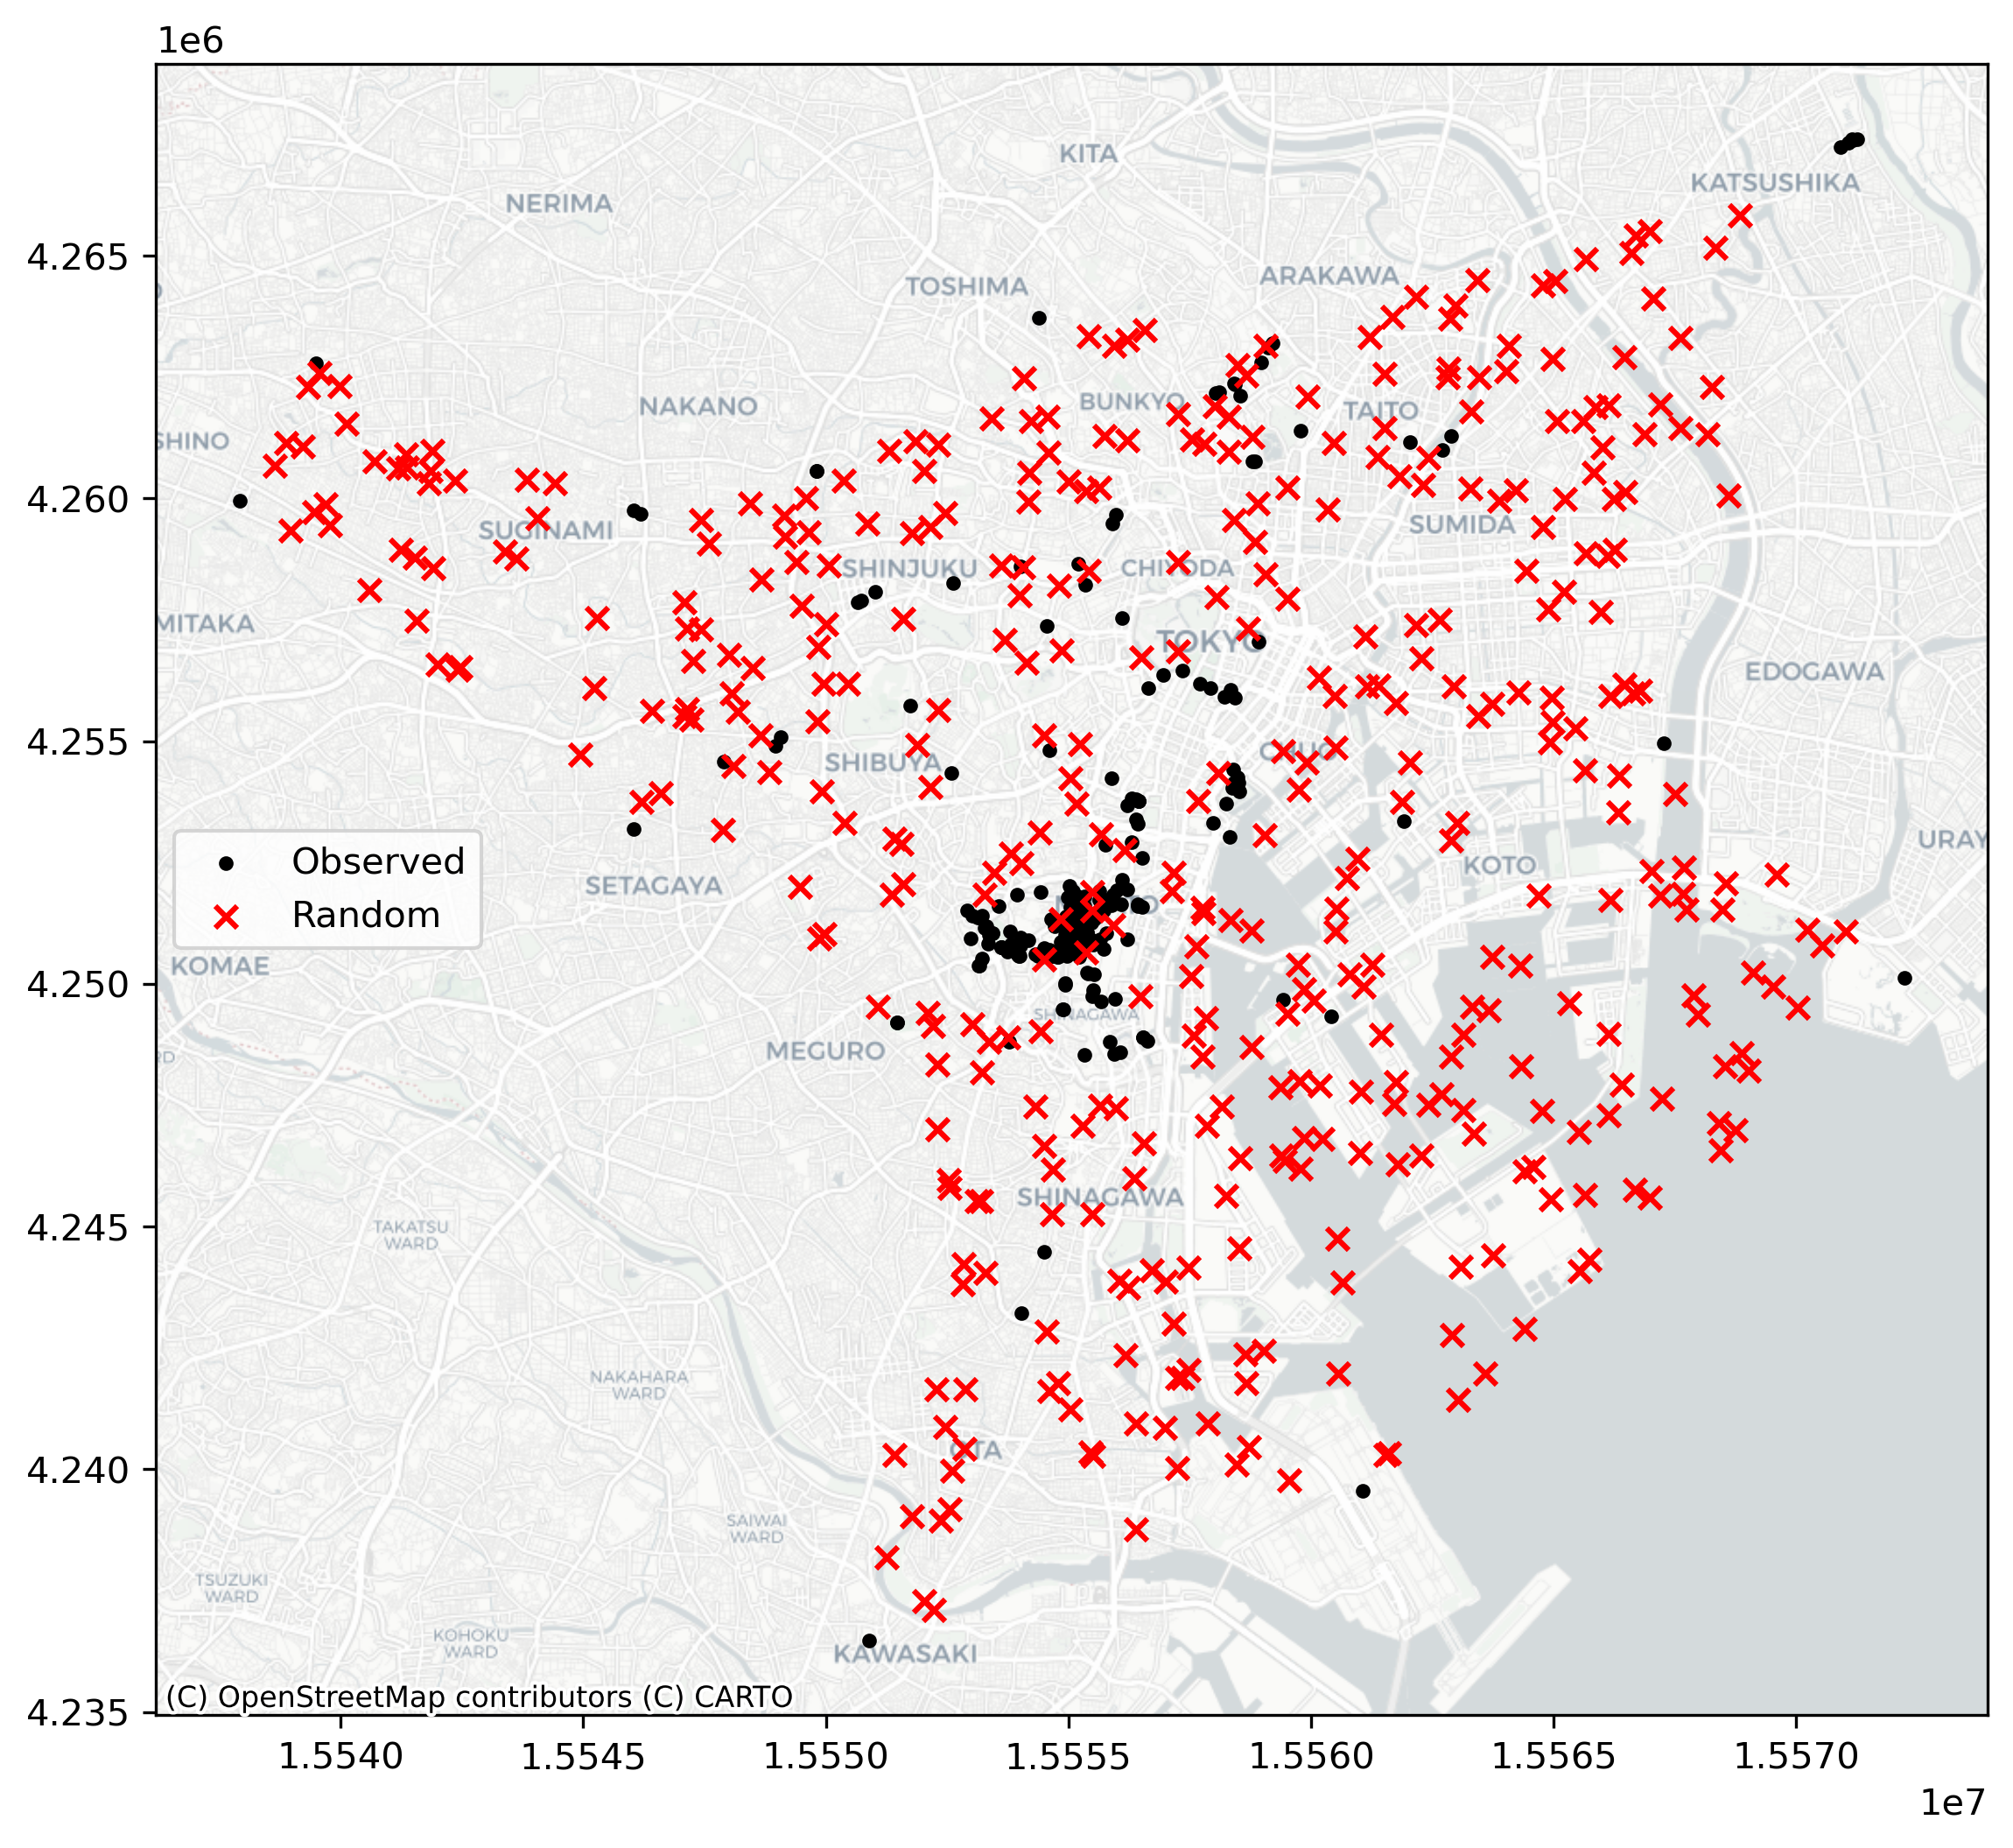 1e6
KITA
KATSUSHIKA
NERIMA
4.265
ARAKAWA
TOSHIMA
BUNKYO
NAKANO
TAITO
SHINO
4.260
SUMIDA
SUGINAMI
SHINJUKU
CHIYODA
MITAKA
TOKYO
EDOGAWA
4.255
CHUO
SHIBUYA
URAY
Observed
KOTO
SETAGAYA
Random
KOMAE
4.250
SHINAGAWA
MEGURO
RD
SHINAGAWA
4.245
TAKATSU
WARD
NAKAHARA
WARD
OTA
4.240
SAIWAI
WARD
TSUZUKI
WARD
KOHOKU
WARD
KAWASAKI
(C) OpenStreetMap contributors (C) CARTO
4.235
1.5540 1.5545 1.5550 1.5555 1.5560 1.5565 1.5570
1e7